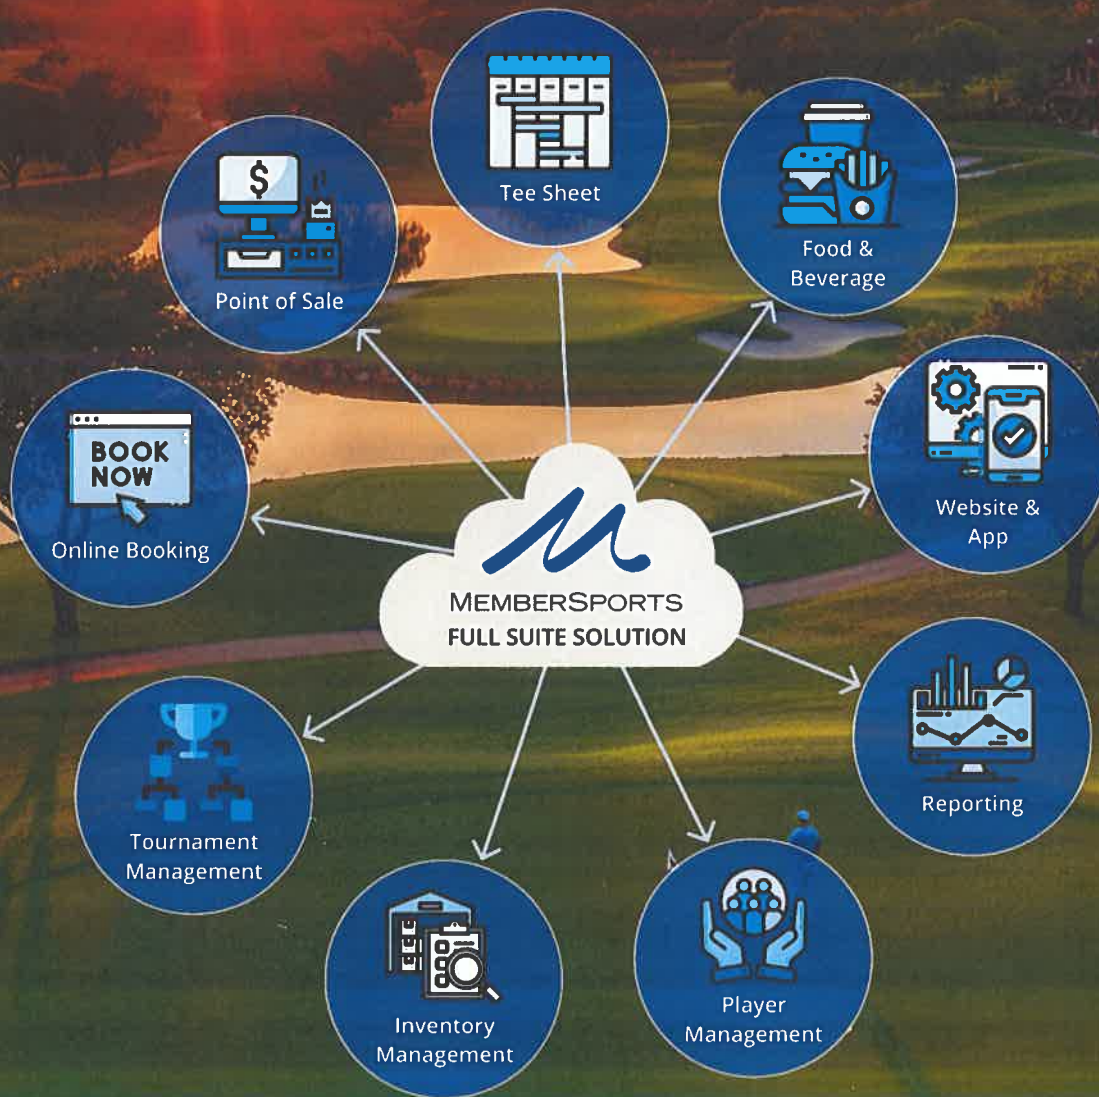 Tee Sheet
Food &
Beverage
$
Point of Sale
Website &
App
BOOK
NOW
Online Booking
MEMBERSPORTS
FULL SUITE SOLUTION
Reporting
Tournament
Management
Inventory
Management
Player
Management